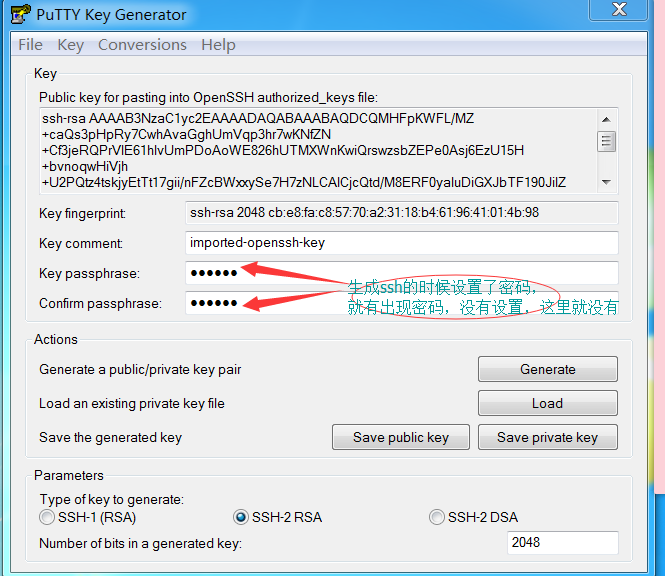 PuTTY Key Generator
X
File Key Conversions Help
Key
Public key for pasting into OpenSSH authorized_keys file:
ssh-rsa AAAAB3NzaC1yc2EAAAADAQABAAABAQDCQMHFpKWFL/MZ
+caQs3pHpRy7CwhAvaGghUmVqp3hr7wKNfZN
+Cf3jeRQPrVlE61hlvUmPDoAoWE826hUTMXWnKwiQrswzsbZEPe0Asj6EzU15H
+bvnoqwHiVjh
+U2PQtz4tskjyEtTt17gii/nFZcBWxxySe7H7zNLCAlCjcQtd/M8ERF0yaluDiGXJbTF190JilZ
Key fingerprint: ssh-rsa 2048 cb:e8:fa:c8:57:70:a2:31:18:b4:61:96:41:01:4b:98
Key comment: imported-openssh-key
Key passphrase: ●●●●●●
生成ssh的时候设置了密码，
Confirm passphrase: ●●●●●●
就有出现密码，没有设置，这里就没有
Actions
Generate a public/private key pair Generate
Load an existing private key file Load
Save the generated key Save public key Save private key
Parameters
Type of key to generate:
SSH-1 (RSA) SSH-2 RSA SSH-2 DSA
Number of bits in a generated key: 2048